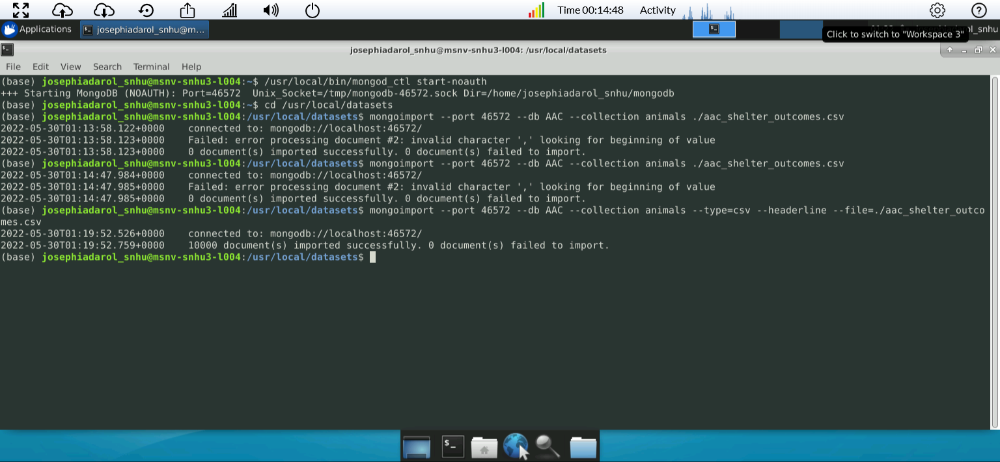 Time 00:14:48 Activity
Applications josephiadarol_snhu@m... ol_snhu
Click to switch to "Workspace 3"
josephiadarol_snhu@msnv-snhu3-l004: /usr/local/datasets
File Edit View Search Terminal Help
(base) josephiadarol_snhu@msnv-snhu3-l004:~$ /usr/local/bin/mongod_ctl start-noauth
+++ Starting MongoDB (NOAUTH): Port=46572  Unix_Socket=/tmp/mongodb-46572.sock Dir=/home/josephiadarol_snhu/mongodb
(base) josephiadarol_snhu@msnv-snhu3-l004:~$ cd /usr/local/datasets
(base) josephiadarol_snhu@msnv-snhu3-l004:/usr/local/datasets$ mongoimport --port 46572 --db AAC --collection animals ./aac_shelter_outcomes.csv
2022-05-30T01:13:58.122+0000    connected to: mongodb://localhost:46572/
2022-05-30T01:13:58.123+0000    Failed: error processing document #2: invalid character ',' looking for beginning of value
2022-05-30T01:13:58.123+0000    0 document(s) imported successfully. 0 document(s) failed to import.
(base) josephiadarol_snhu@msnv-snhu3-l004:/usr/local/datasets$ mongoimport --port 46572 --db AAC --collection animals ./aac_shelter_outcomes.csv
2022-05-30T01:14:47.984+0000    connected to: mongodb://localhost:46572/
2022-05-30T01:14:47.985+0000    Failed: error processing document #2: invalid character ',' looking for beginning of value
2022-05-30T01:14:47.985+0000    0 document(s) imported successfully. 0 document(s) failed to import.
(base) josephiadarol_snhu@msnv-snhu3-l004:/usr/local/datasets$ mongoimport --port 46572 --db AAC --collection animals --type=csv --headerline --file=./aac_shelter_outco
mes.csv
2022-05-30T01:19:52.526+0000    connected to: mongodb://localhost:46572/
2022-05-30T01:19:52.759+0000    10000 document(s) imported successfully. 0 document(s) failed to import.
(base) josephiadarol_snhu@msnv-snhu3-l004:/usr/local/datasets$